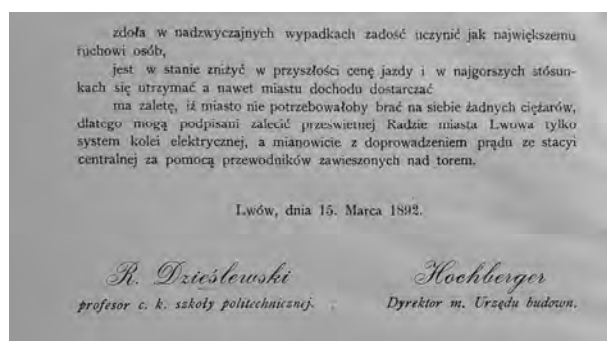 zdoła w nadzwyczajnych wypadkach zadość uczynić jak największemu
ruchowi osób,
jest w stanie zniżyć w przyszłości cenę jazdy i w najgorszych stósun-
kach się utrzymać a nawet miastu dochodu dostarczać
ma zaletę, iż miasto nie potrzebowałoby brać na siebie żadnych ciężarów,
dlatego mogą podpisani zalecić prześwietnej Radzie miasta Lwowa tylko
system kolei elektrycznej, a mianowicie z doprowadzeniem prądu ze stacyi
centralnej za pomocą przewodników zawieszonych nad torem.
Lwów, dnia 15. Marca 1892.
R. Dzieślewski
profesor c. k. szkoły politechnicznej.
Hochberger
Dyrektor m. Urzędu budown.